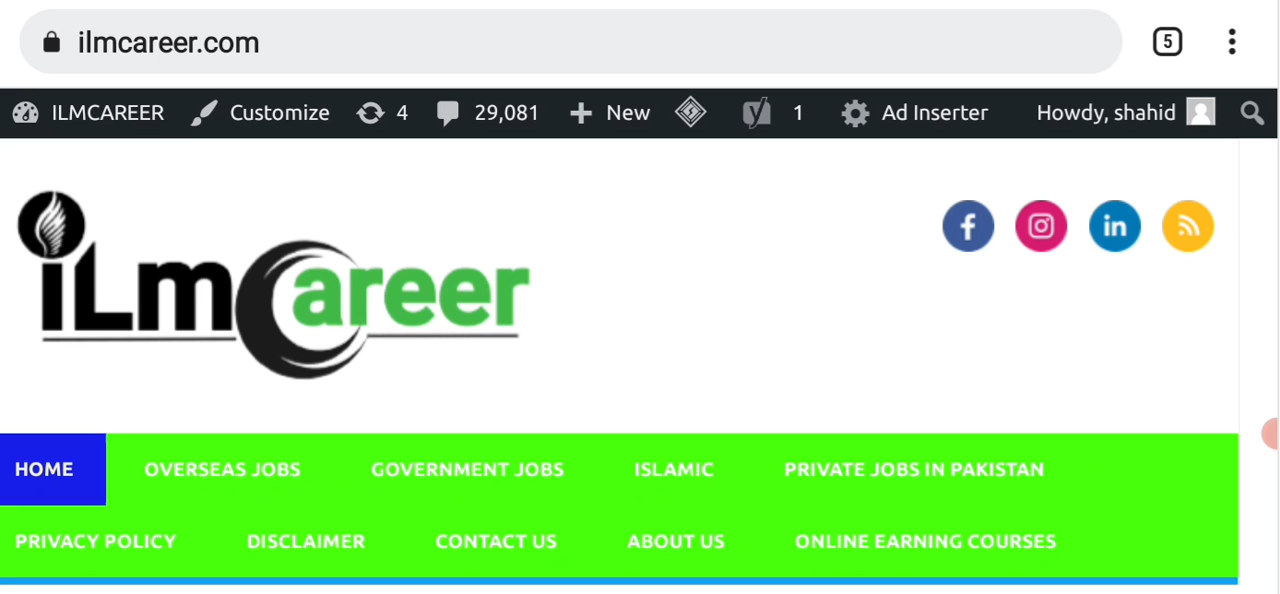 ilmcareer.com 5
ILMCAREER Customize 4 29,081 New 1 Ad Inserter Howdy, shahid
iLmCareer
HOME OVERSEAS JOBS GOVERNMENT JOBS ISLAMIC PRIVATE JOBS IN PAKISTAN
PRIVACY POLICY DISCLAIMER CONTACT US ABOUT US ONLINE EARNING COURSES